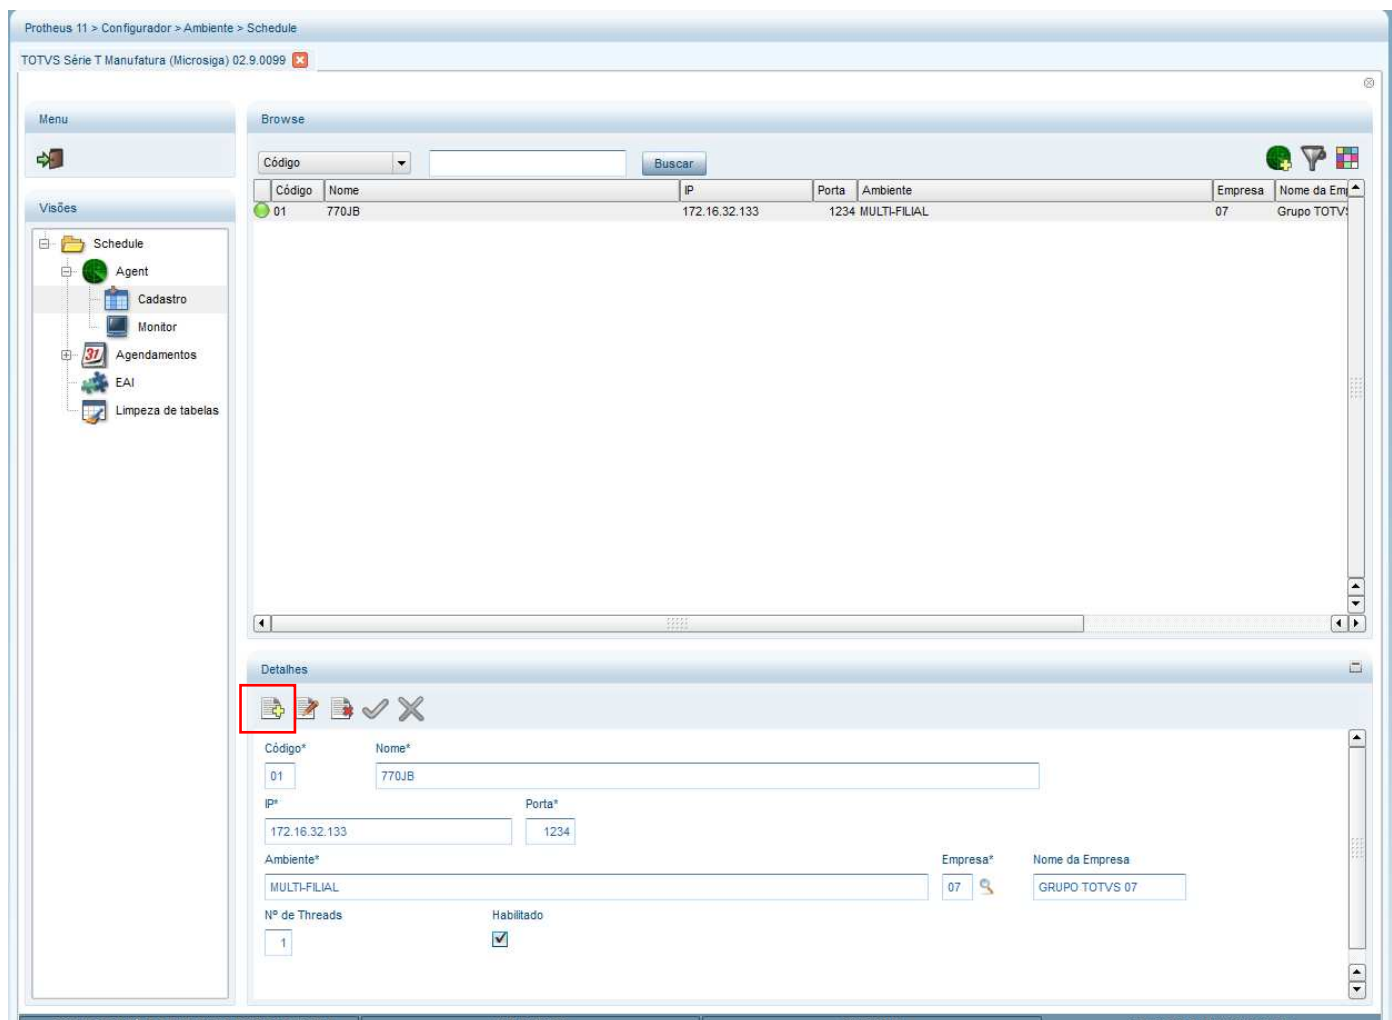 Protheus 11 > Configurador > Ambiente > Schedule
TOTVS Série T Manufatura (Microsiga) 02.9.0099
Menu
Browse
Código
Buscar
Código Nome IP Porta Ambiente Empresa Nome da Em
01 770JB 172.16.32.133 1234 MULTI-FILIAL 07 Grupo TOTVS
Visões
Schedule
Agent
Cadastro
Monitor
31 Agendamentos
EAI
Limpeza de tabelas
Detalhes
Código* Nome*
01 770JB
IP* Porta*
172.16.32.133 1234
Ambiente* Empresa* Nome da Empresa
MULTI-FILIAL 07 GRUPO TOTVS 07
Nº de Threads Habilitado
1